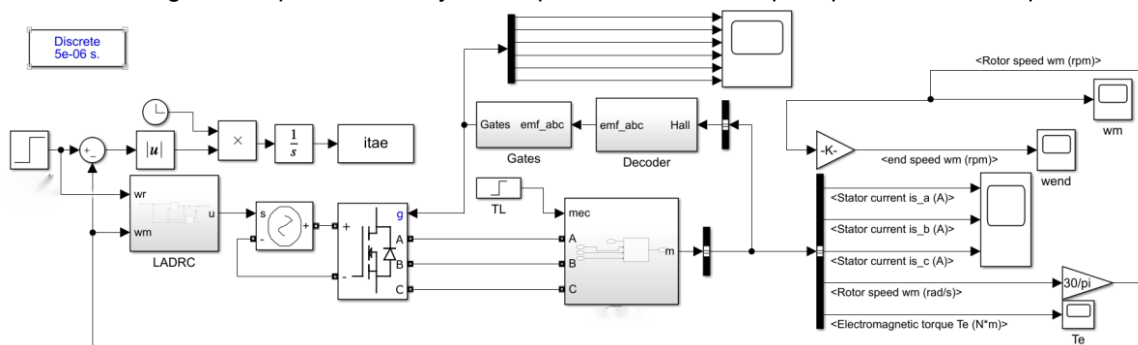 Discrete
5e-06 s.
<Rotor speed wm (rpm)>
wm
|u|
×
1
s
itae
Gates emf_abc
Gates
emf_abc Hall
Decoder
-K-
<end speed wm (rpm)>
wend
wr
wm
u
LADRC
s
+
-
TL
g
+
-
A
B
C
mec
A
B
C
m
<Stator current is_a (A)>
<Stator current is_b (A)>
<Stator current is_c (A)>
<Rotor speed wm (rad/s)>
30/pi
<Electromagnetic torque Te (N*m)>
Te